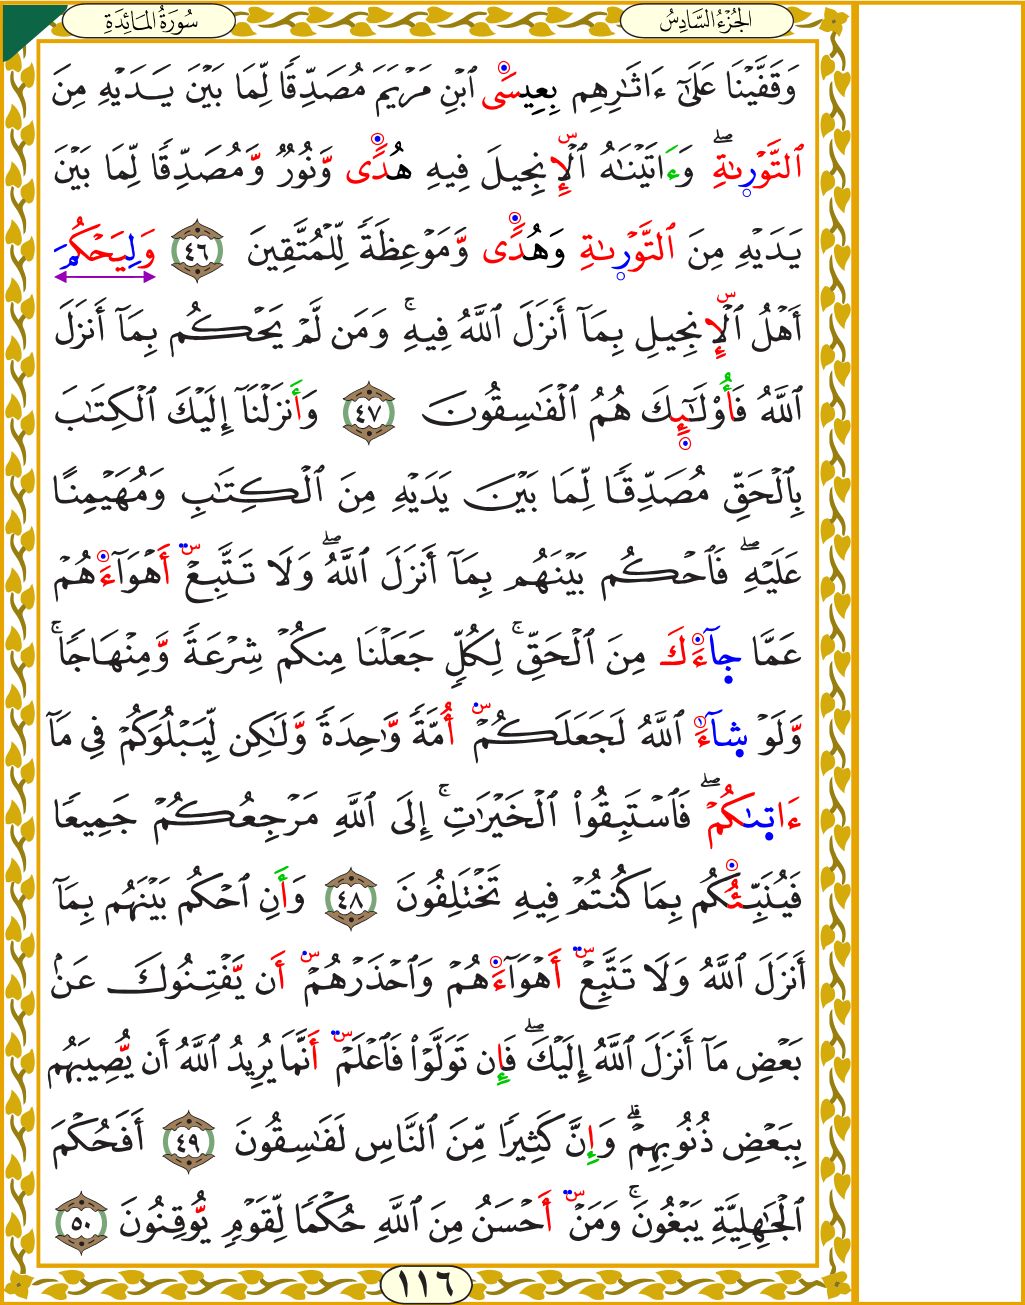 الجُزْءُ السَّادِسُ
سُورَةُ المَائِدَةِ
وَقَفَّيْنَا عَلَىٰٓ ءَاثَٰرِهِم بِعِيسَى ٱبْنِ مَرْيَمَ مُصَدِّقًا لِّمَا بَيْنَ يَدَيْهِ مِنَ
ٱلتَّوْرَىٰةِۖ وَءَاتَيْنَٰهُ ٱلْإِنجِيلَ فِيهِ هُدًى وَنُورٌ وَمُصَدِّقًا لِّمَا بَيْنَ
يَدَيْهِ مِنَ ٱلتَّوْرَىٰةِ وَهُدًى وَمَوْعِظَةً لِّلْمُتَّقِينَ ٤٦ وَلِيَحْكُمَ
أَهْلُ ٱلْإِنجِيلِ بِمَآ أَنزَلَ ٱللَّهُ فِيهِۚ وَمَن لَّمْ يَحْكُم بِمَآ أَنزَلَ
ٱللَّهُ فَأُوْلَٰٓئِكَ هُمُ ٱلْفَٰسِقُونَ ٤٧ وَأَنزَلْنَآ إِلَيْكَ ٱلْكِتَٰبَ
بِٱلْحَقِّ مُصَدِّقًا لِّمَا بَيْنَ يَدَيْهِ مِنَ ٱلْكِتَٰبِ وَمُهَيْمِنًا
عَلَيْهِۖ فَٱحْكُم بَيْنَهُم بِمَآ أَنزَلَ ٱللَّهُۖ وَلَا تَتَّبِعْ أَهْوَآءَهُمْ
عَمَّا جَآءَكَ مِنَ ٱلْحَقِّۚ لِكُلٍّ جَعَلْنَا مِنكُمْ شِرْعَةً وَمِنْهَاجًاۚ
وَلَوْ شَآءَ ٱللَّهُ لَجَعَلَكُمْ أُمَّةً وَٰحِدَةً وَلَٰكِن لِّيَبْلُوَكُمْ فِى مَآ
ءَاتَىٰكُمْۖ فَٱسْتَبِقُوا۟ ٱلْخَيْرَٰتِۚ إِلَى ٱللَّهِ مَرْجِعُكُمْ جَمِيعًا
فَيُنَبِّئُكُم بِمَا كُنتُمْ فِيهِ تَخْتَلِفُونَ ٤٨ وَأَنِ ٱحْكُم بَيْنَهُم بِمَآ
أَنزَلَ ٱللَّهُ وَلَا تَتَّبِعْ أَهْوَآءَهُمْ وَٱحْذَرْهُمْ أَن يَفْتِنُوكَ عَنۢ
بَعْضِ مَآ أَنزَلَ ٱللَّهُ إِلَيْكَۖ فَإِن تَوَلَّوْا۟ فَٱعْلَمْ أَنَّمَا يُرِيدُ ٱللَّهُ أَن يُصِيبَهُم
بِبَعْضِ ذُنُوبِهِمْۗ وَإِنَّ كَثِيرًا مِّنَ ٱلنَّاسِ لَفَٰسِقُونَ ٤٩ أَفَحُكْمَ
ٱلْجَٰهِلِيَّةِ يَبْغُونَۚ وَمَنْ أَحْسَنُ مِنَ ٱللَّهِ حُكْمًا لِّقَوْمٍ يُوقِنُونَ ٥٠
١١٦